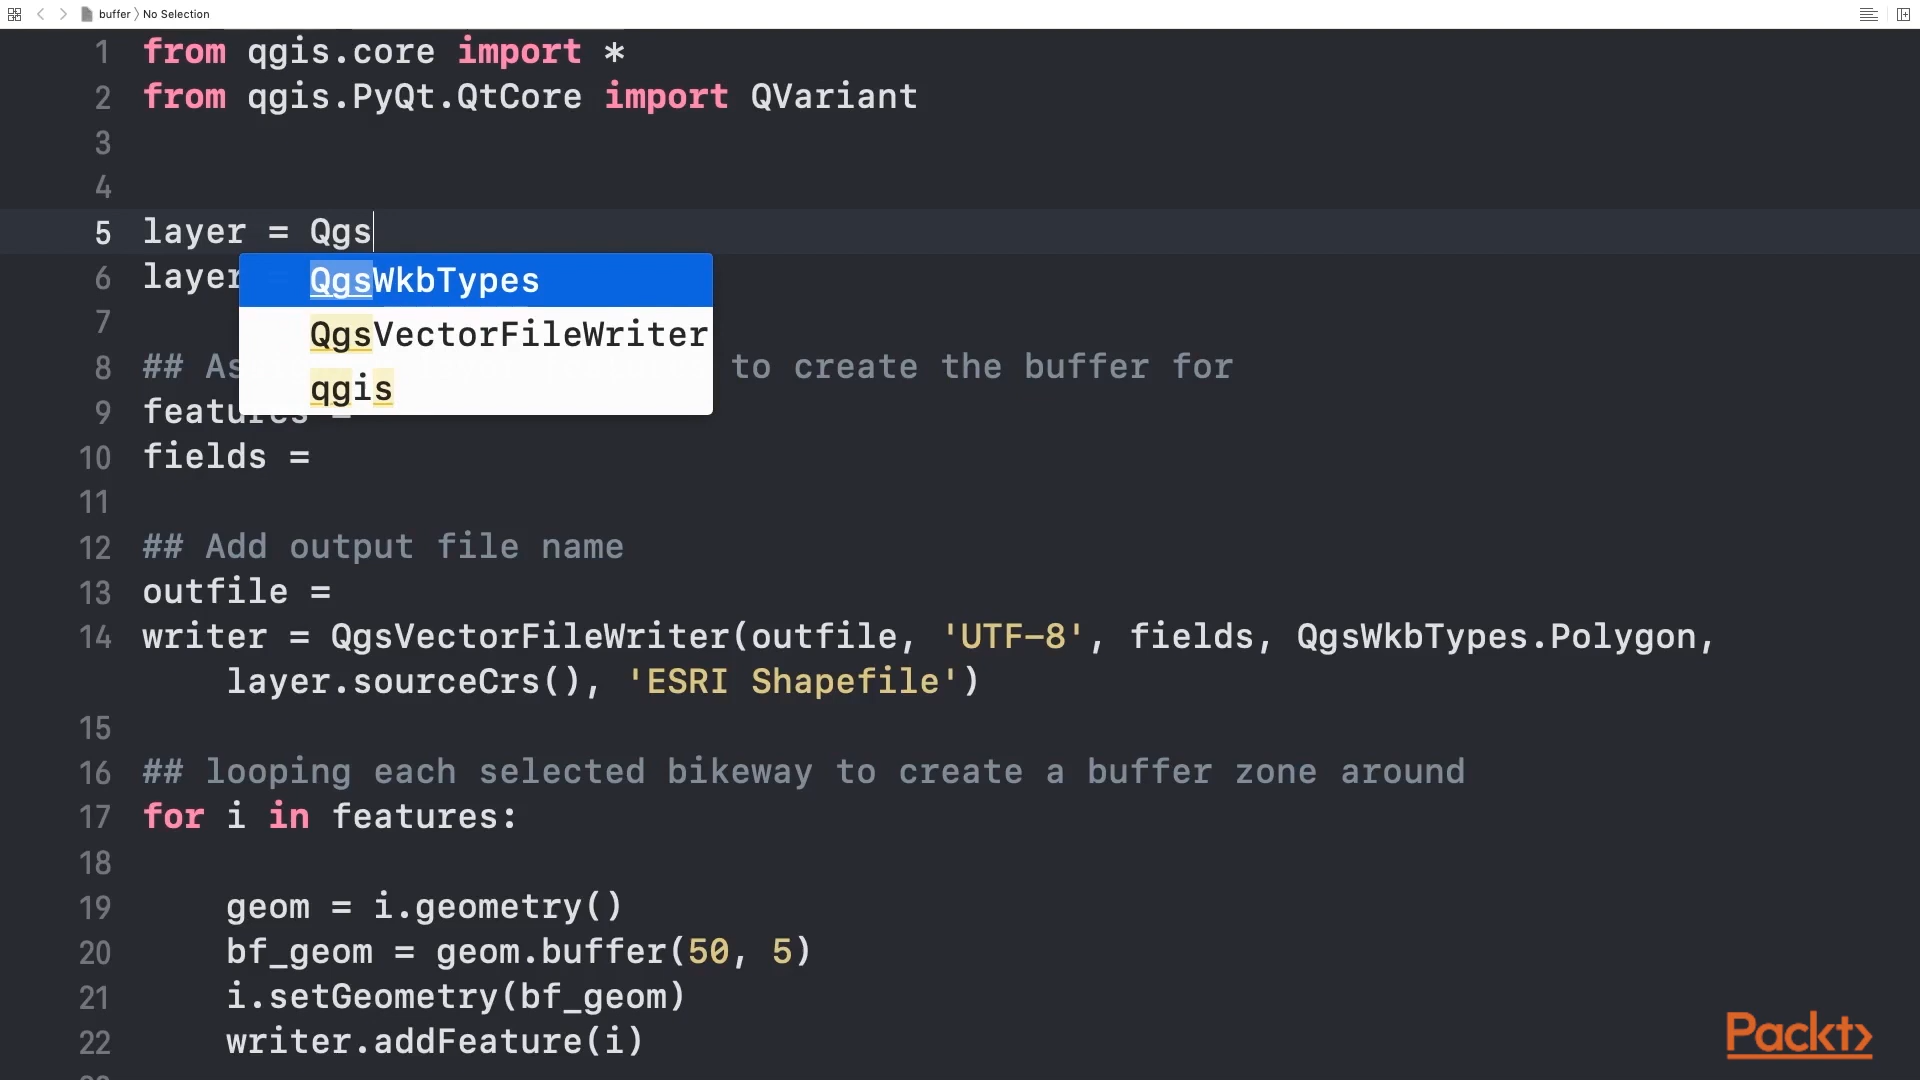 buffer 〉 No Selection
1 from qgis.core import *
2 from qgis.PyQt.QtCore import QVariant
3
4
5 layer = Qgs
QgsWkbTypes
6 layer
QgsVectorFileWriter
7
8 ## As to create the buffer for
qgis
9 features =
10 fields =
11
12 ## Add output file name
13 outfile =
14 writer = QgsVectorFileWriter(outfile, 'UTF-8', fields, QgsWkbTypes.Polygon,
layer.sourceCrs(), 'ESRI Shapefile')
15
16 ## looping each selected bikeway to create a buffer zone around
17 for i in features:
18
19 geom = i.geometry()
20 bf_geom = geom.buffer(50, 5)
21 i.setGeometry(bf_geom)
22 writer.addFeature(i)
Packt>